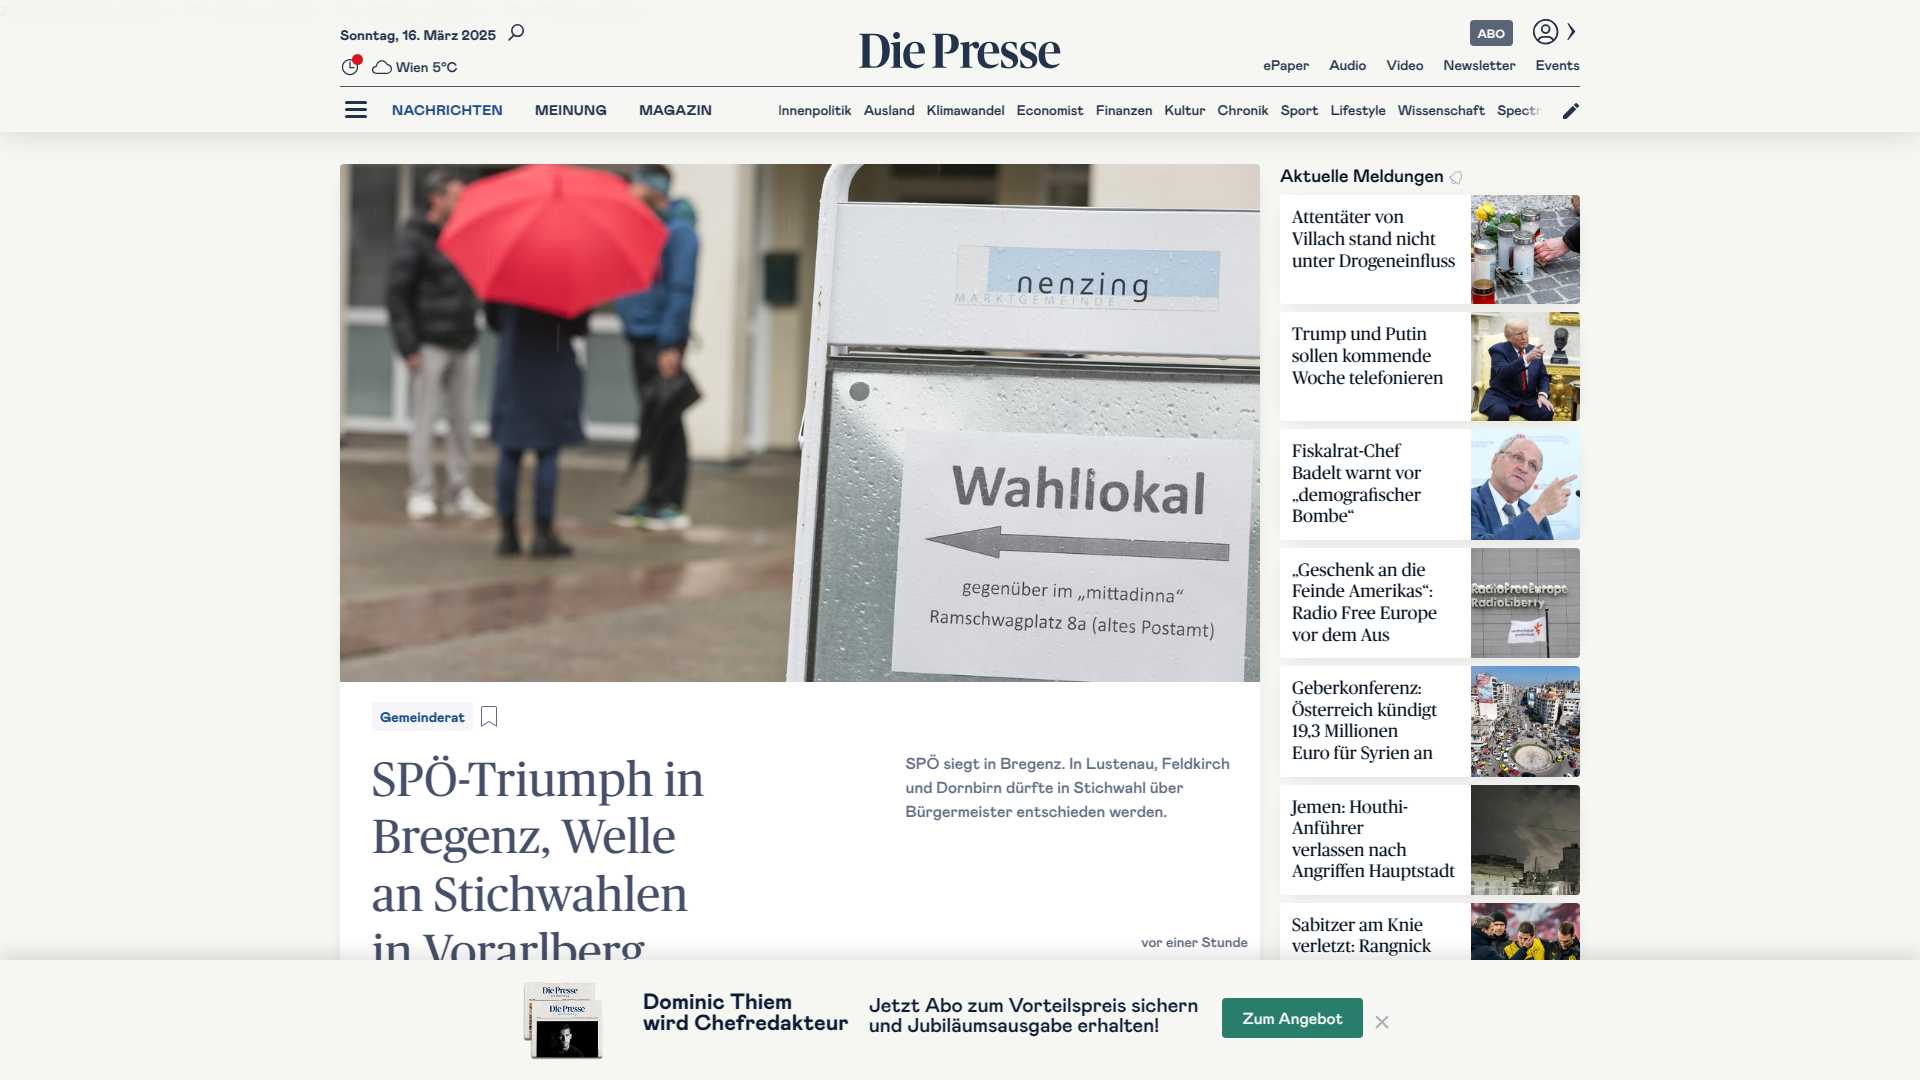 Sonntag, 16. März 2025
Wien 5°C
Die Presse
ABO
ePaper Audio Video Newsletter Events
NACHRICHTEN MEINUNG MAGAZIN
Innenpolitik Ausland Klimawandel Economist Finanzen Kultur Chronik Sport Lifestyle Wissenschaft Spectr
nenzing
MARKTGEMEINDE
Wahllokal
gegenüber im „mittadinna“
Ramschwagplatz 8a (altes Postamt)
Gemeinderat
SPÖ-Triumph in
Bregenz, Welle
an Stichwahlen
in Vorarlberg
SPÖ siegt in Bregenz. In Lustenau, Feldkirch
und Dornbirn dürfte in Stichwahl über
Bürgermeister entschieden werden.
vor einer Stunde
Aktuelle Meldungen
Attentäter von
Villach stand nicht
unter Drogeneinfluss
Trump und Putin
sollen kommende
Woche telefonieren
Fiskalrat-Chef
Badelt warnt vor
„demografischer
Bombe“
„Geschenk an die
Feinde Amerikas“:
Radio Free Europe
vor dem Aus
RadioFreeEurope
RadioLiberty
Geberkonferenz:
Österreich kündigt
19,3 Millionen
Euro für Syrien an
Jemen: Houthi-
Anführer
verlassen nach
Angriffen Hauptstadt
Sabitzer am Knie
verletzt: Rangnick
Die Presse
Die Presse
Dominic Thiem
wird Chefredakteur
Jetzt Abo zum Vorteilspreis sichern
und Jubiläumsausgabe erhalten!
Zum Angebot